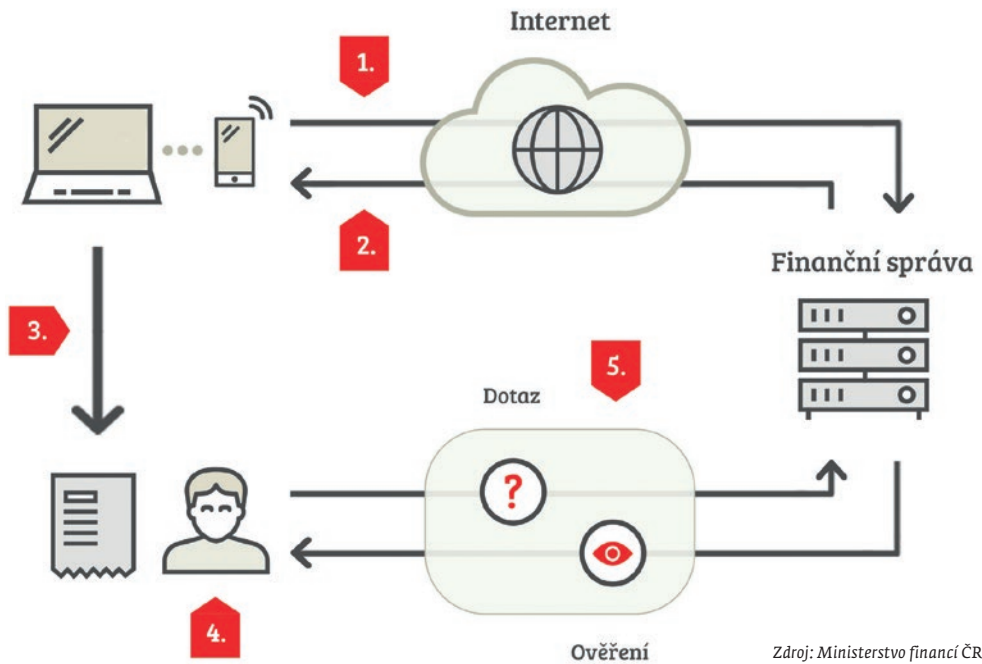 Internet
1.
2.
Finanční správa
3.
5.
Dotaz
?
4.
Ověření
Zdroj: Ministerstvo financí ČR